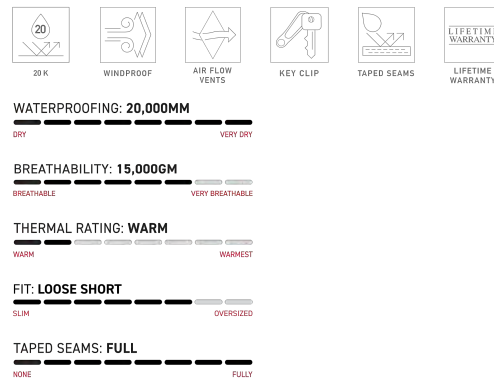 20
LIFETIME
WARRANTY
20 K
WINDPROOF
AIR FLOW
VENTS
KEY CLIP
TAPED SEAMS
LIFETIME
WARRANTY
WATERPROOFING: 20,000MM
DRY VERY DRY
BREATHABILITY: 15,000GM
BREATHABLE VERY BREATHABLE
THERMAL RATING: WARM
WARM WARMEST
FIT: LOOSE SHORT
SLIM OVERSIZED
TAPED SEAMS: FULL
NONE FULLY